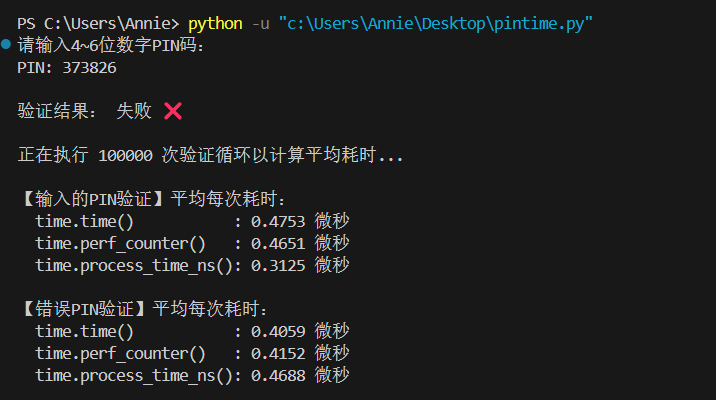 PS C:\Users\Annie> python -u "c:\Users\Annie\Desktop\pintime.py"
请输入4~6位数字PIN码：
PIN: 373826
验证结果： 失败 ❌
正在执行 100000 次验证循环以计算平均耗时...
【输入的PIN验证】平均每次耗时：
time.time() : 0.4753 微秒
time.perf_counter() : 0.4651 微秒
time.process_time_ns(): 0.3125 微秒
【错误PIN验证】平均每次耗时：
time.time() : 0.4059 微秒
time.perf_counter() : 0.4152 微秒
time.process_time_ns(): 0.4688 微秒